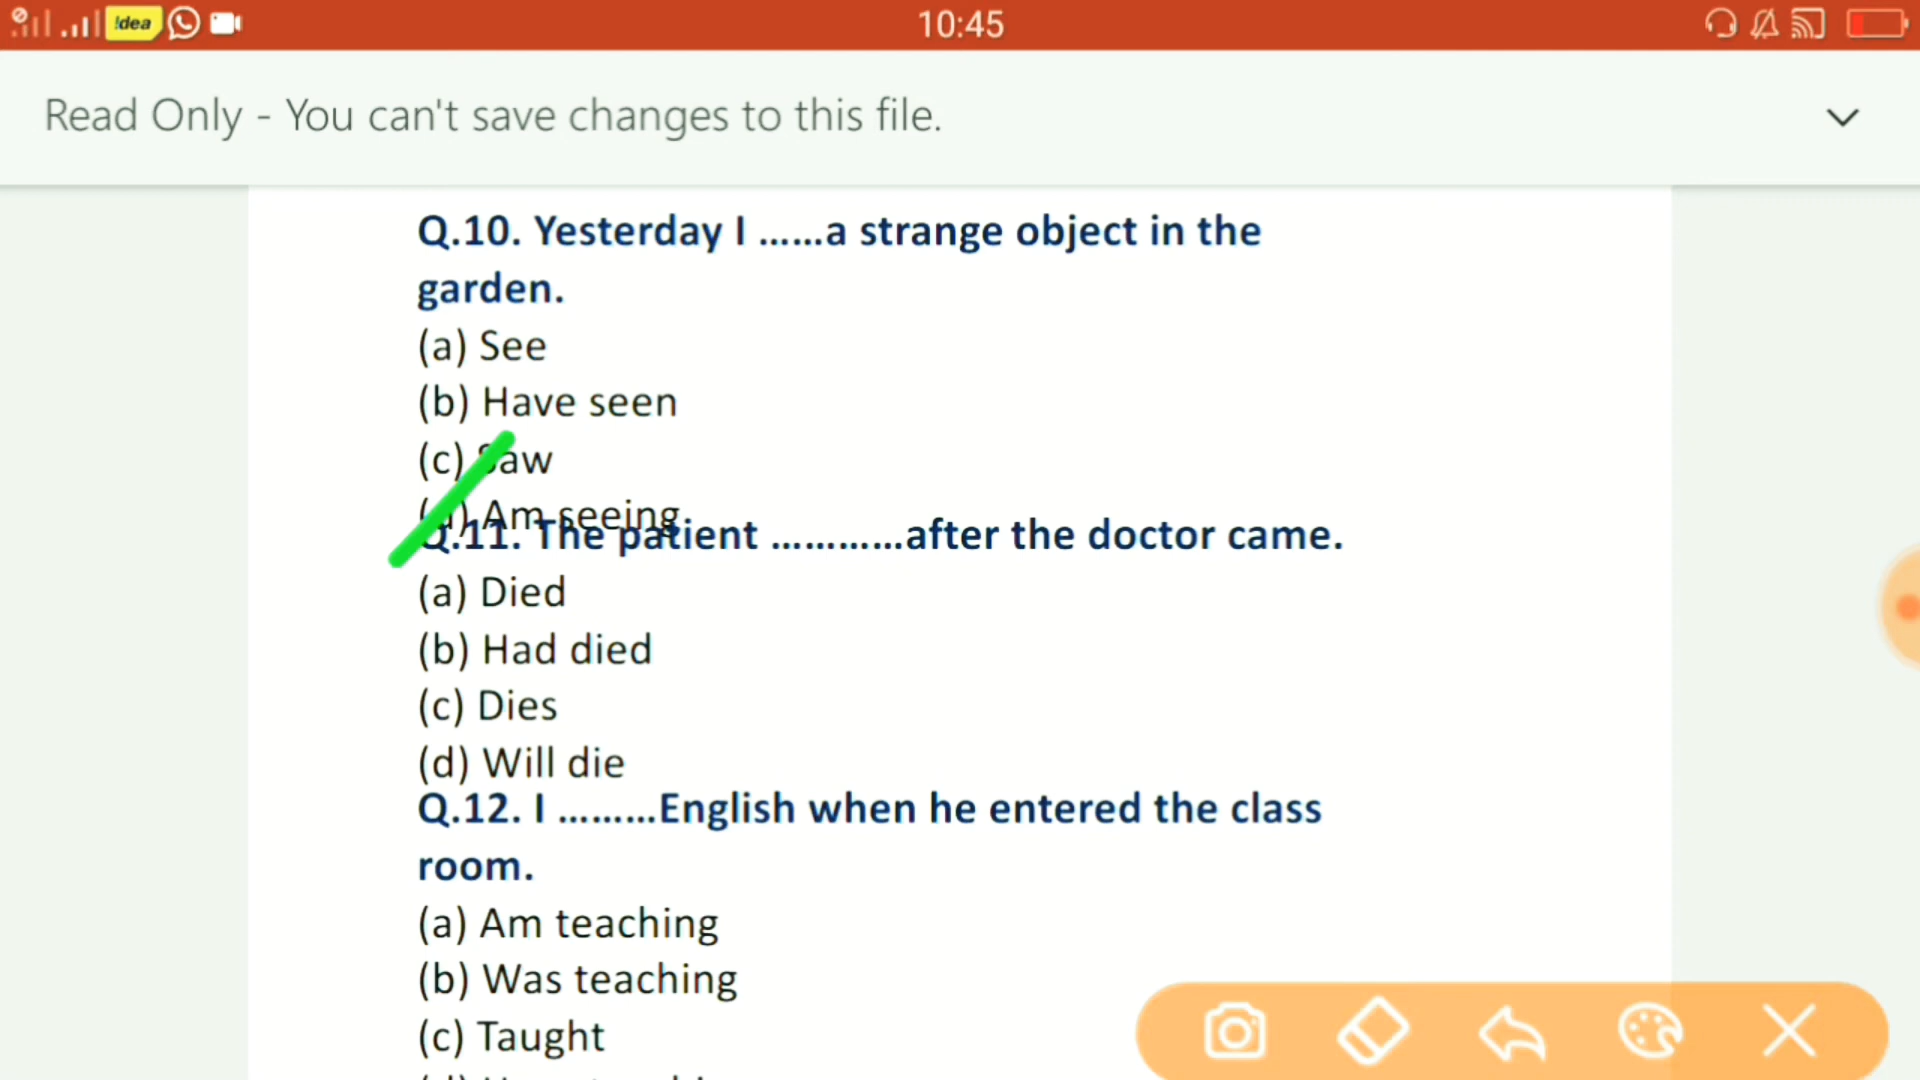 !dea
10:45
Read Only - You can't save changes to this file.
Q.10. Yesterday I ......a strange object in the
garden.
(a) See
(b) Have seen
(c) Saw
(d) Am seeing
Q.11. The patient ............after the doctor came.
(a) Died
(b) Had died
(c) Dies
(d) Will die
Q.12. I .........English when he entered the class
room.
(a) Am teaching
(b) Was teaching
(c) Taught